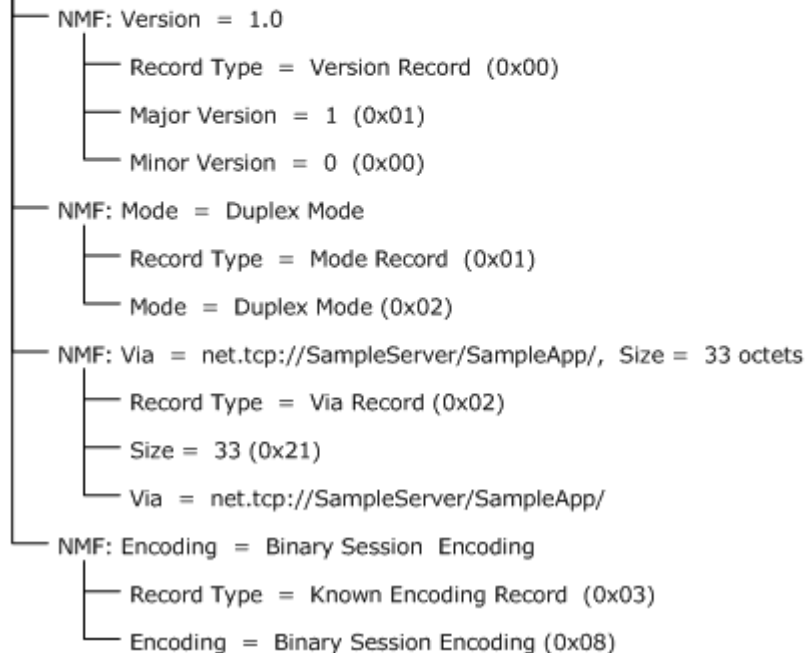 NMF: Version = 1.0
Record Type = Version Record (0x00)
Major Version = 1 (0x01)
Minor Version = 0 (0x00)
NMF: Mode = Duplex Mode
Record Type = Mode Record (0x01)
Mode = Duplex Mode (0x02)
NMF: Via = net.tcp://SampleServer/SampleApp/, Size = 33 octets
Record Type = Via Record (0x02)
Size = 33 (0x21)
Via = net.tcp://SampleServer/SampleApp/
NMF: Encoding = Binary Session Encoding
Record Type = Known Encoding Record (0x03)
Encoding = Binary Session Encoding (0x08)